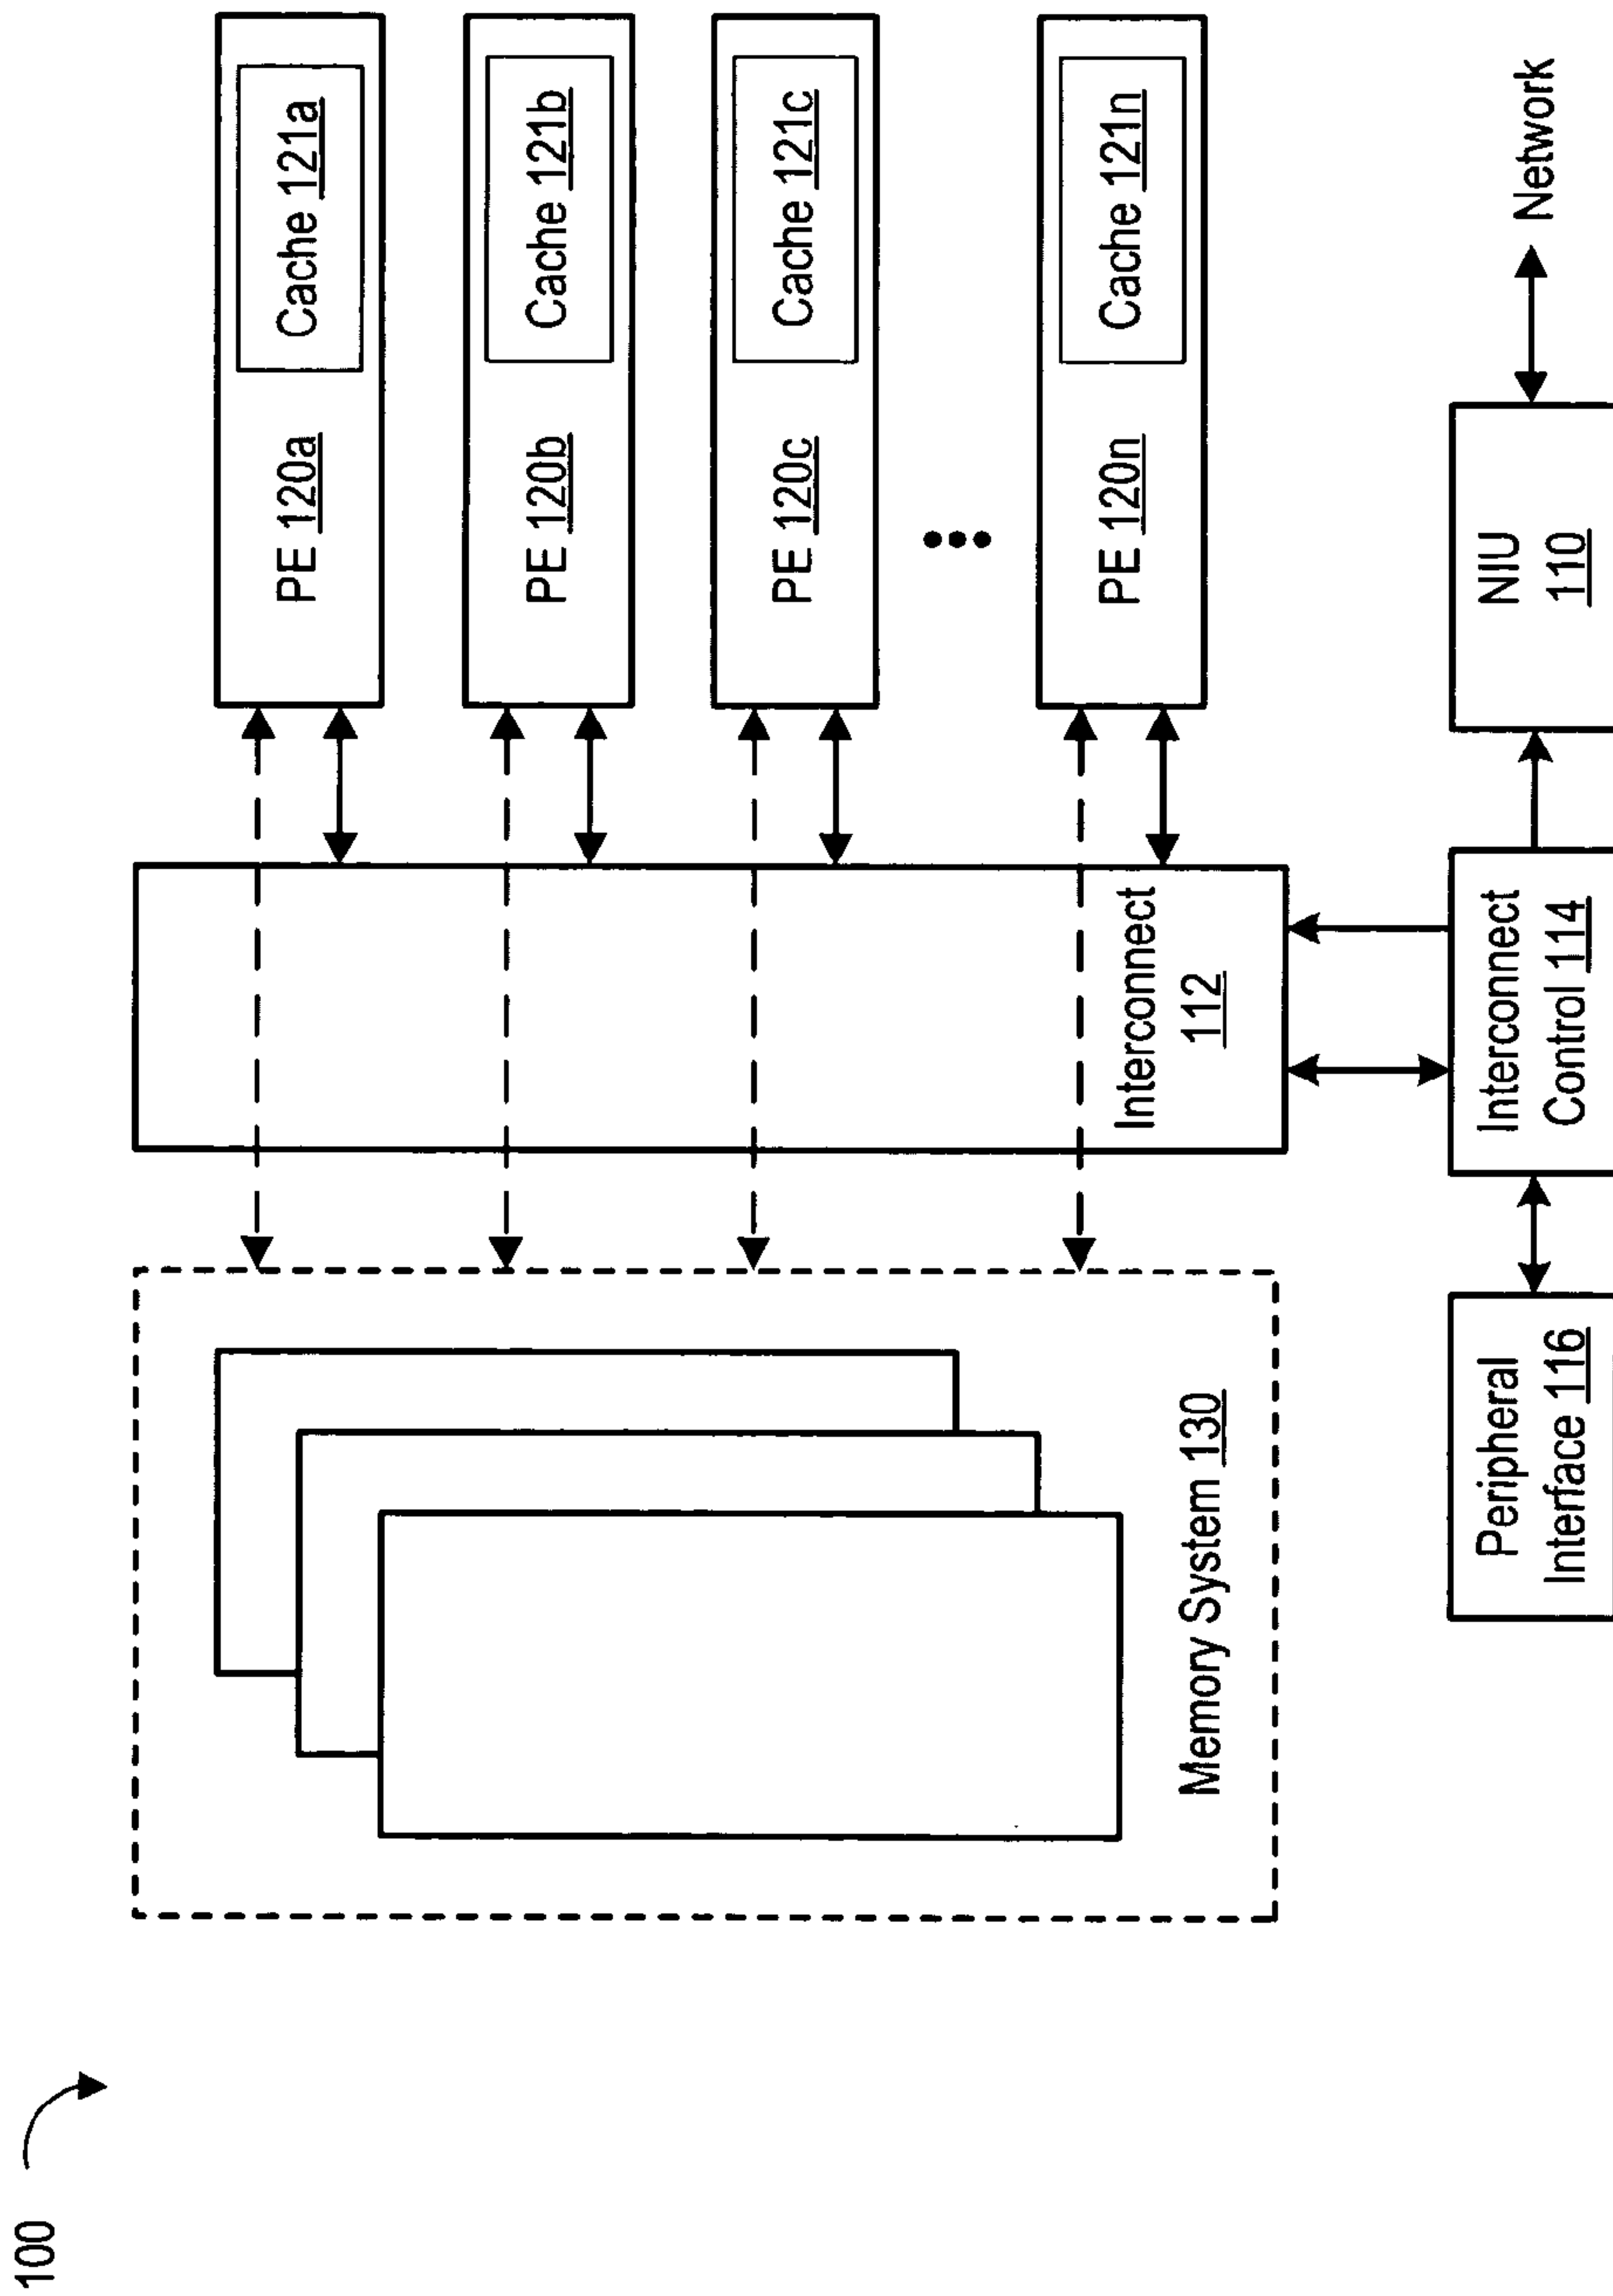 100
PE 120a
Cache 121a
PE 120b
Cache 121b
PE 120c
Cache 121c
PE 120n
Cache 121n
Interconnect
112
Memory System 130
Peripheral
Interface 116
Interconnect
Control 114
NIU
110
Network